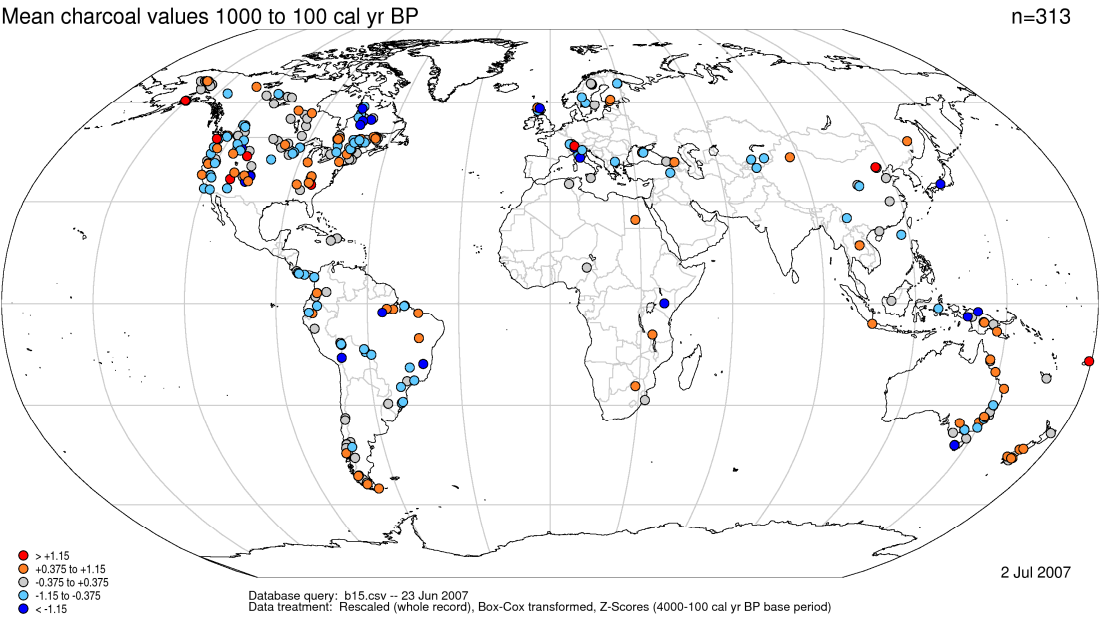 Mean charcoal values 1000 to 100 cal yr BP
n=313
> +1.15
+0.375 to +1.15
-0.375 to +0.375
-1.15 to -0.375
< -1.15
2 Jul 2007
Database query:  b15.csv -- 23 Jun 2007
Data treatment:  Rescaled (whole record), Box-Cox transformed, Z-Scores (4000-100 cal yr BP base period)